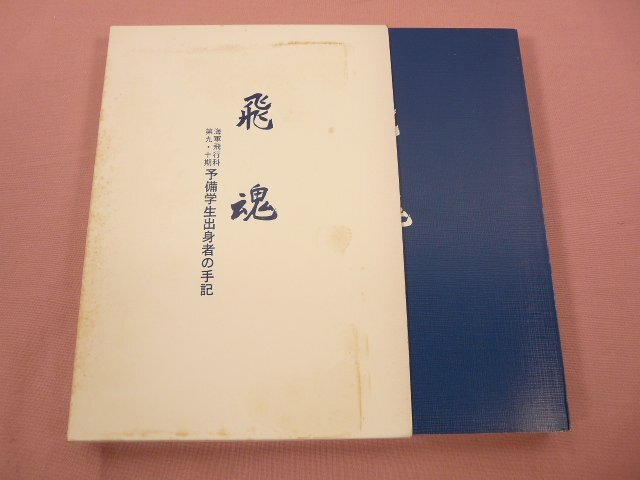 飛魂
海軍飛行科
第九・十期
予備学生出身者の手記